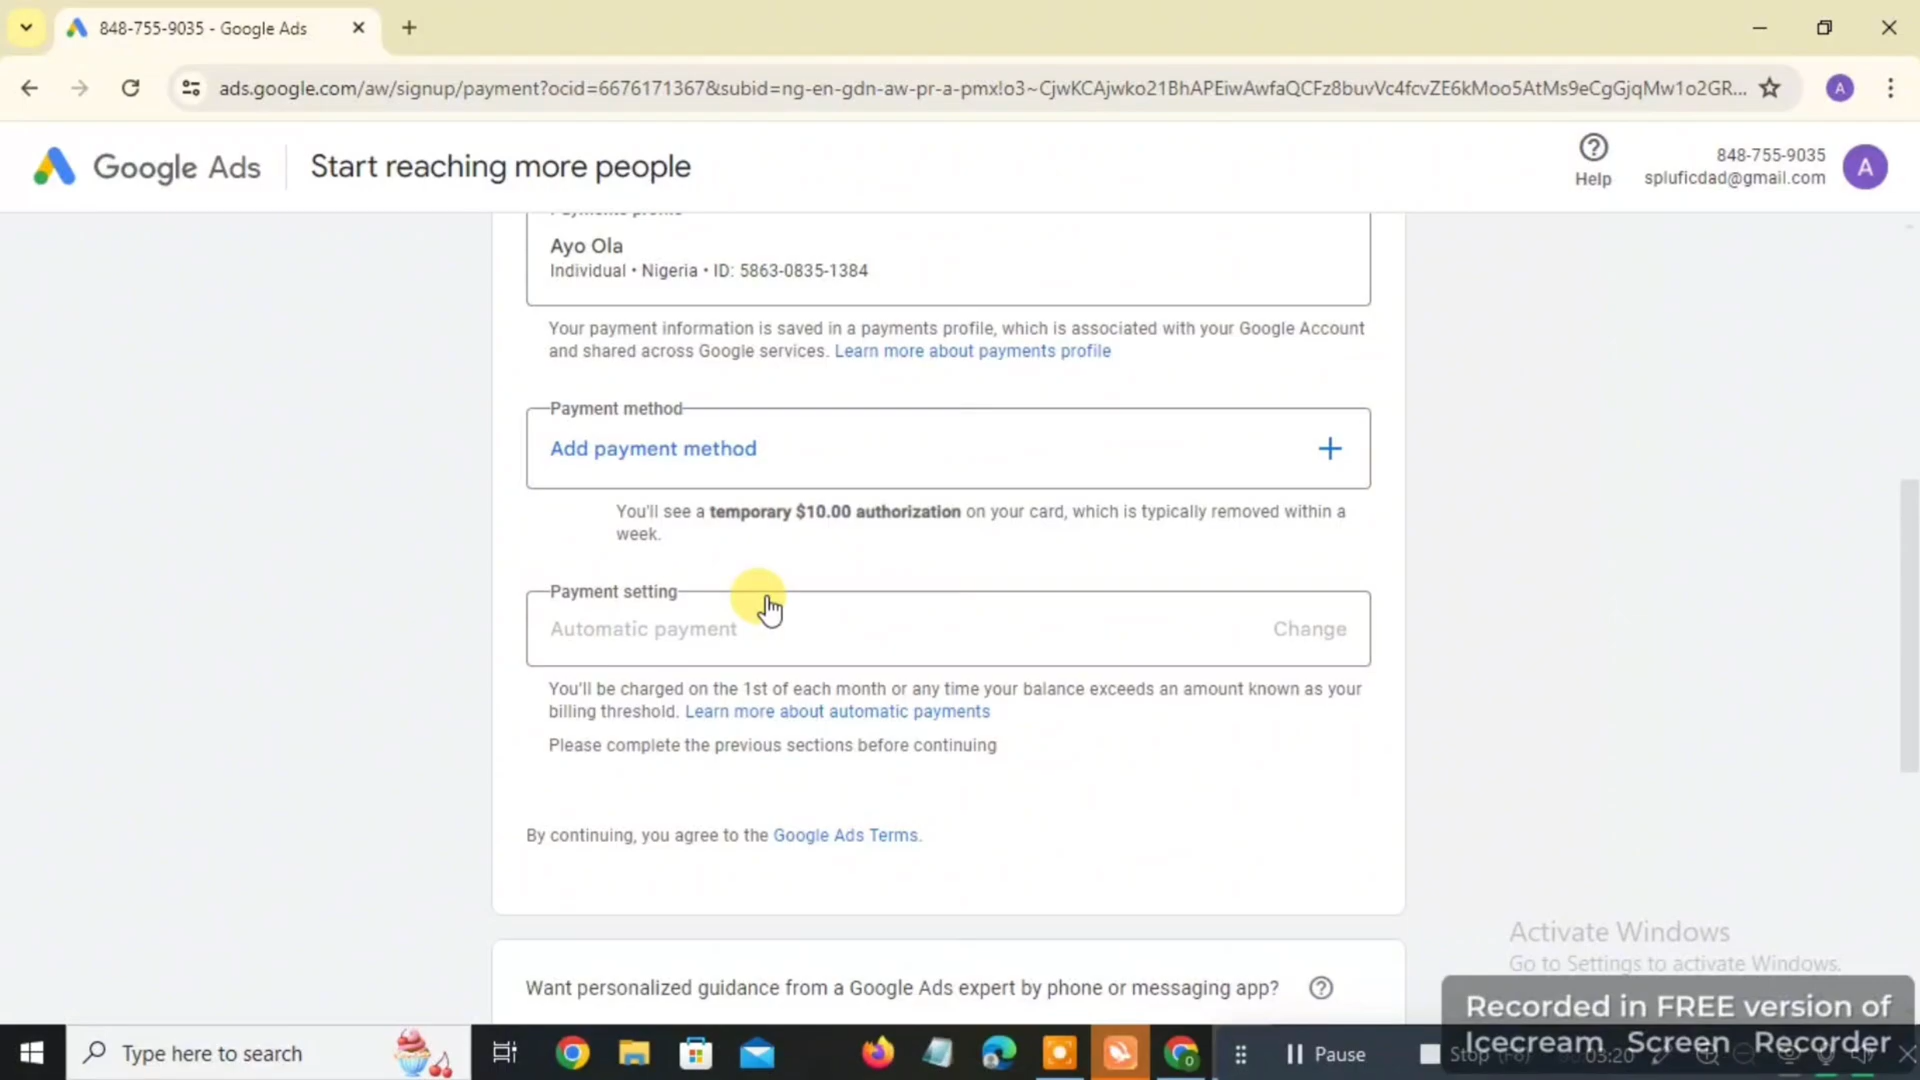 848-755-9035 - Google Ads
ads.google.com/aw/signup/payment?ocid=6676171367&subid=ng-en-gdn-aw-pr-a-pmx!o3~CjwKCAjwko21BhAPEiwAwfaQCFz8buvVc4fcvZE6kMoo5AtMs9eCgGjqMw1o2GR...
A
Google Ads
Start reaching more people
Help
848-755-9035
spluficdad@gmail.com
A
Payments profile
Ayo Ola
Individual • Nigeria • ID: 5863-0835-1384
Your payment information is saved in a payments profile, which is associated with your Google Account
and shared across Google services. Learn more about payments profile
Payment method
Add payment method
You'll see a temporary $10.00 authorization on your card, which is typically removed within a
week.
Payment setting
Automatic payment
Change
You'll be charged on the 1st of each month or any time your balance exceeds an amount known as your
billing threshold. Learn more about automatic payments
Please complete the previous sections before continuing
By continuing, you agree to the Google Ads Terms.
Want personalized guidance from a Google Ads expert by phone or messaging app?
Activate Windows
Go to Settings to activate Windows.
Recorded in FREE version of
Icecream Screen Recorder
Type here to search
Pause
Stop (F8)
03:20